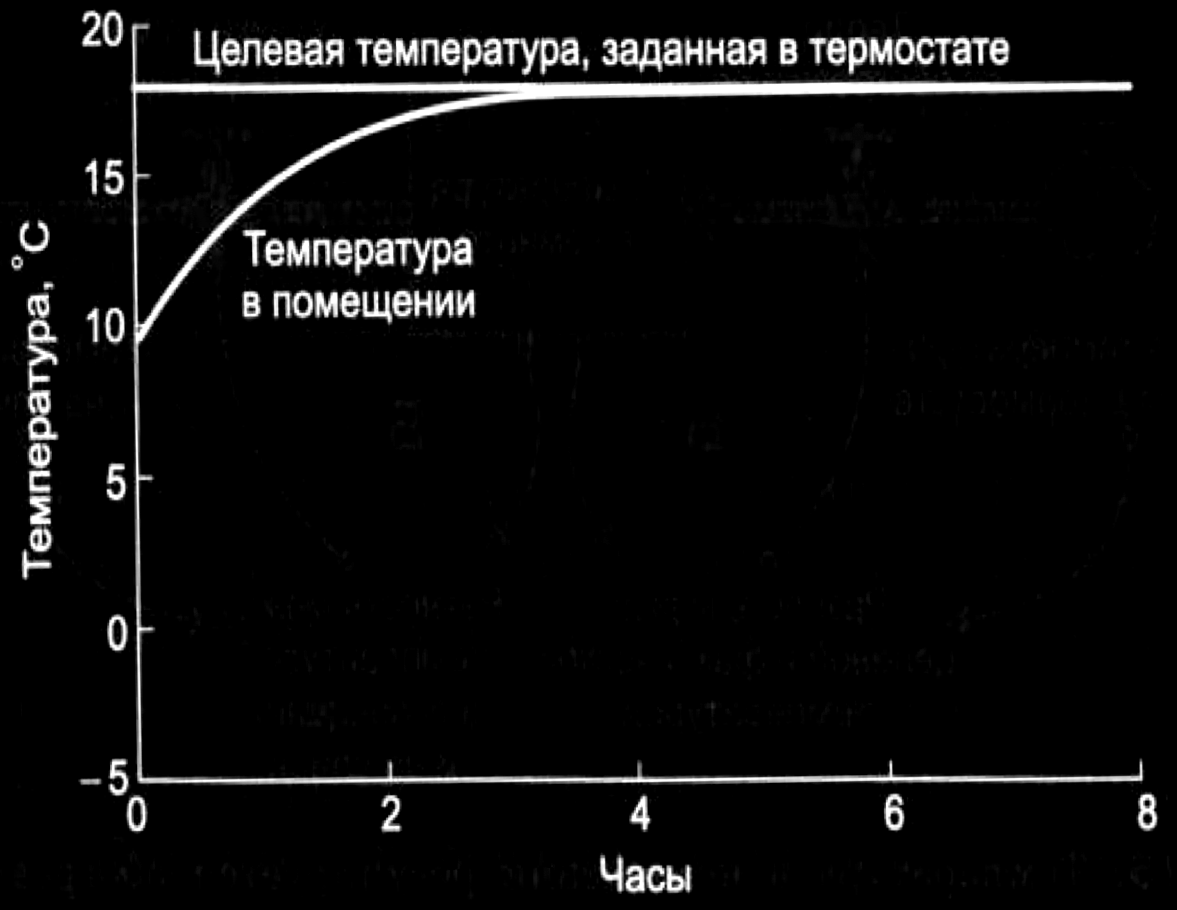 20
Целевая температура, заданная в термостате
15
Температура
в помещении
10
5
0
–5
Температура, °C
0 2 4 6 8
Часы